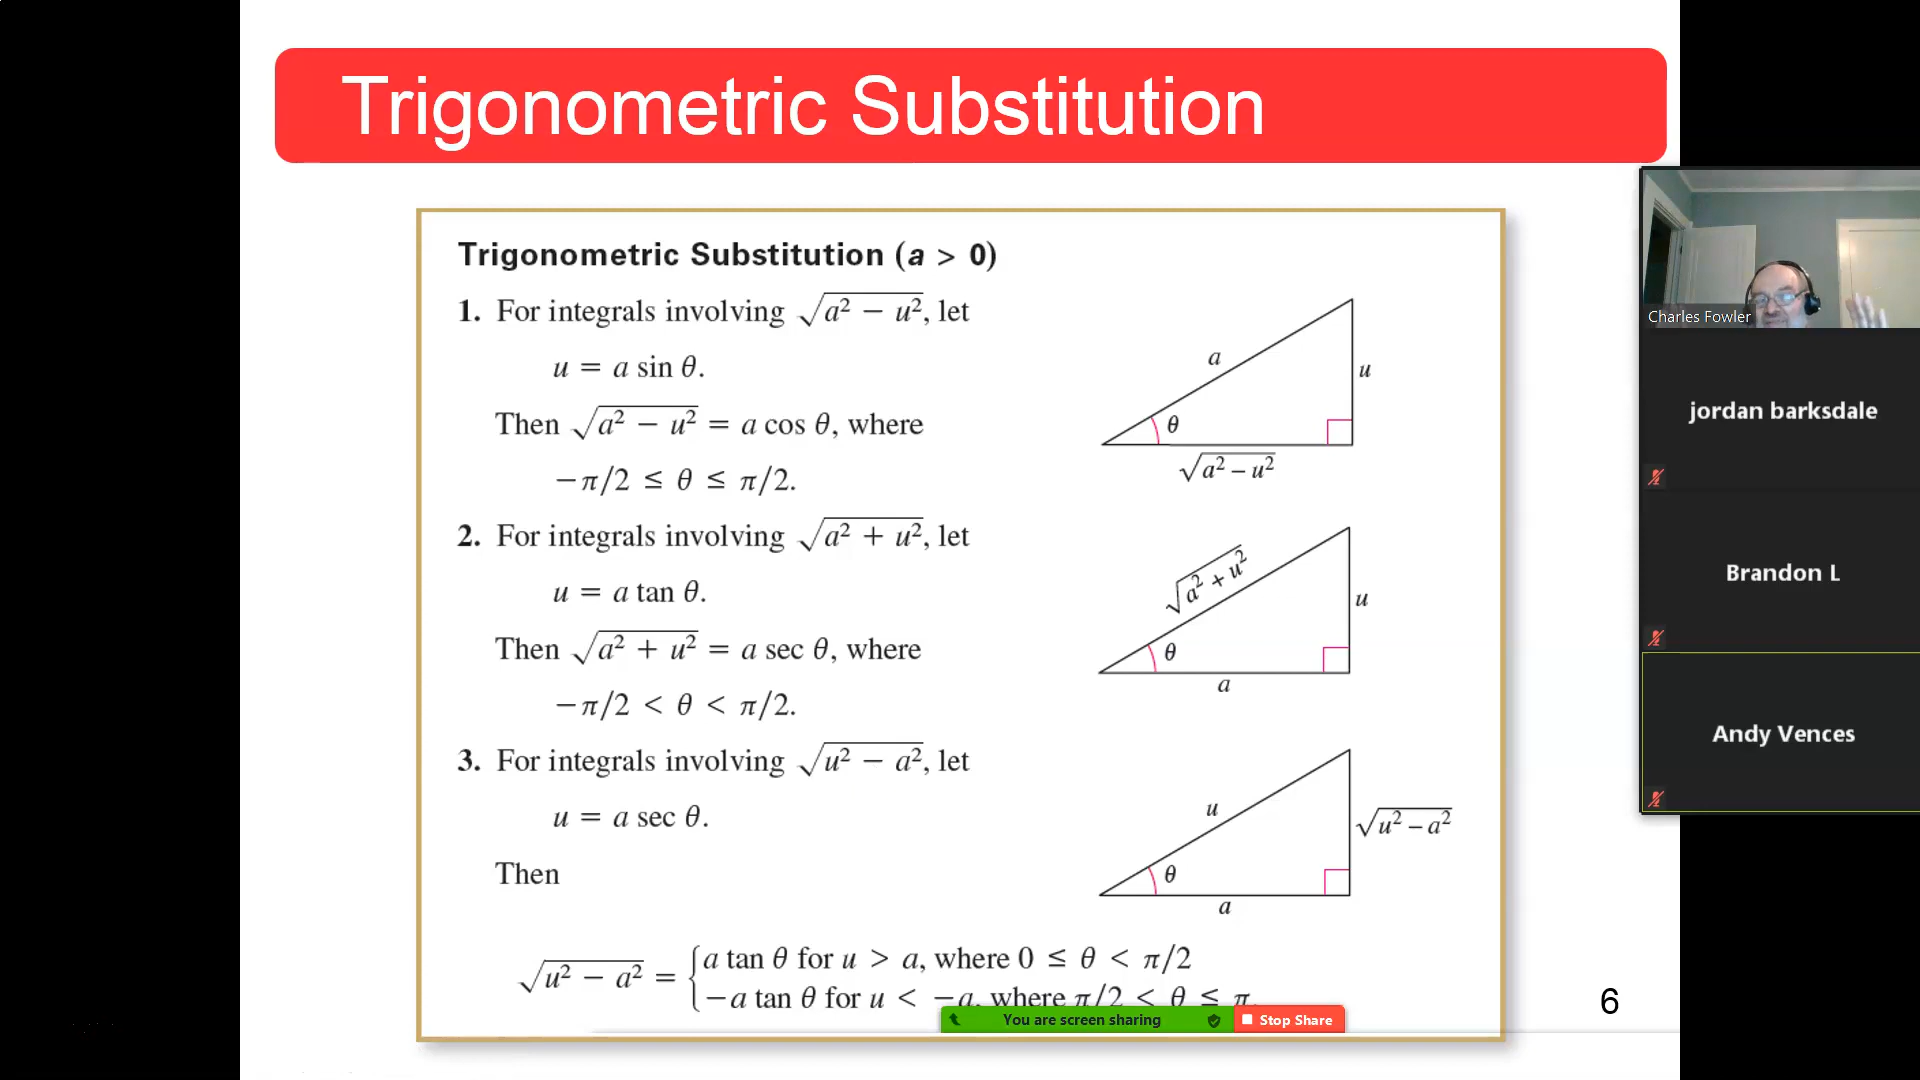 Trigonometric Substitution
Trigonometric Substitution (a > 0)
1. For integrals involving √(a² − u²), let
u = a sin θ.
Then √(a² − u²) = a cos θ, where
−π/2 ≤ θ ≤ π/2.
a
u
θ
√(a² − u²)
2. For integrals involving √(a² + u²), let
u = a tan θ.
Then √(a² + u²) = a sec θ, where
−π/2 < θ < π/2.
√(a² + u²)
u
θ
a
3. For integrals involving √(u² − a²), let
u = a sec θ.
Then
u
√(u² − a²)
θ
a
√(u² − a²) = { a tan θ for u > a, where 0 ≤ θ < π/2
−a tan θ for u < −a, where π/2 < θ ≤ π
6
You are screen sharing
Stop Share
Charles Fowler
jordan barksdale
Brandon L
Andy Vences